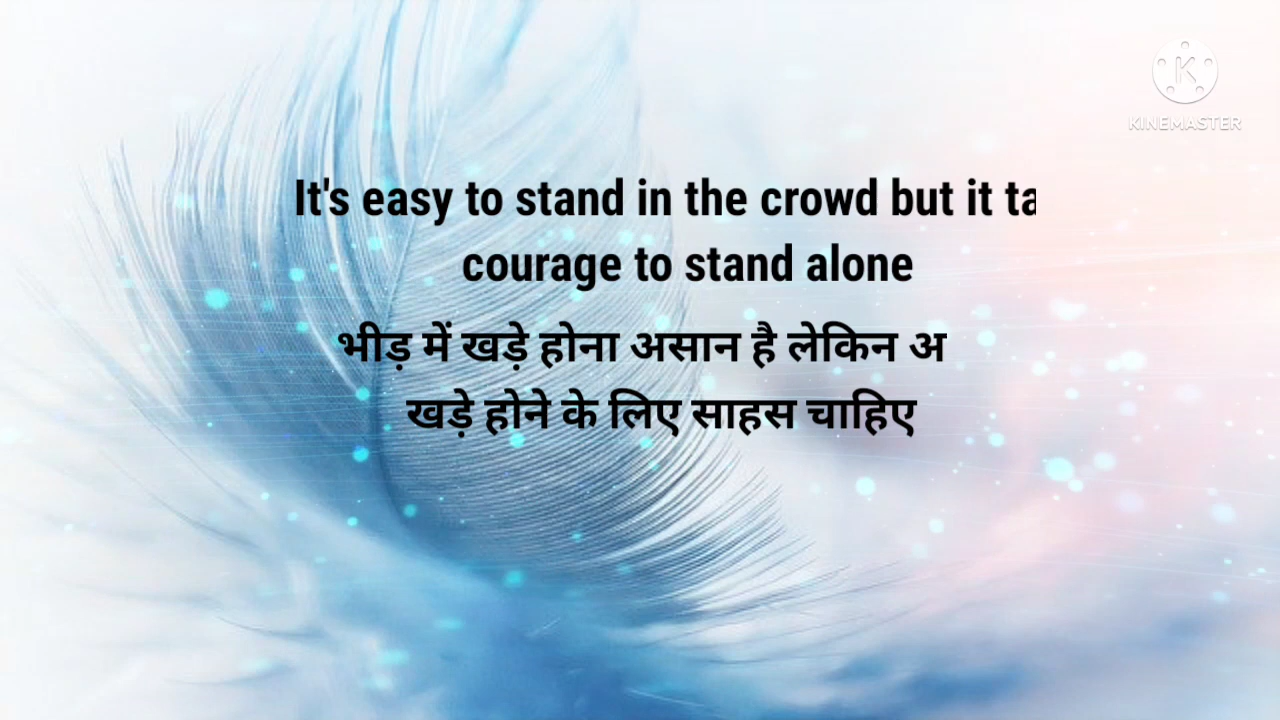 KINEMASTER
It's easy to stand in the crowd but it ta
courage to stand alone
भीड़ में खड़े होना असान है लेकिन अ
खड़े होने के लिए साहस चाहिए